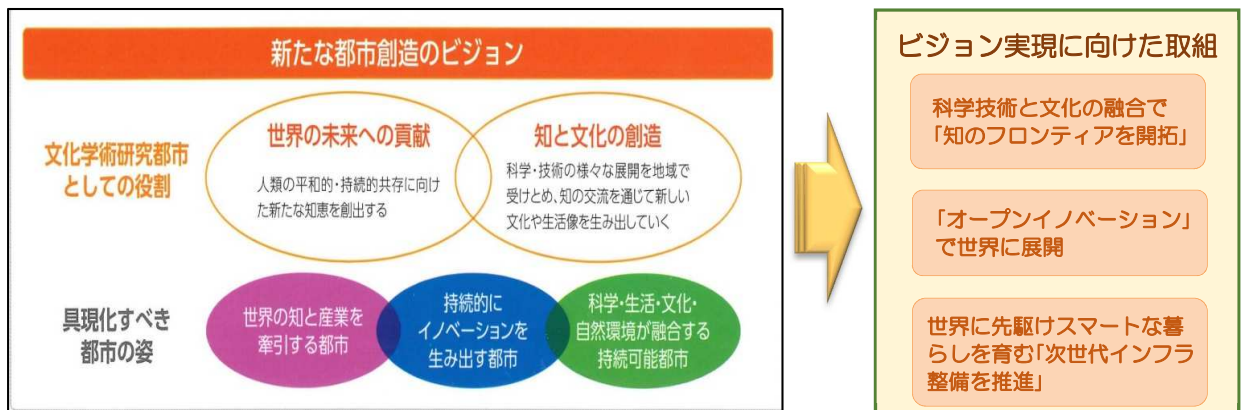 新たな都市創造のビジョン
文化学術研究都市
としての役割
世界の未来への貢献
人類の平和的・持続的共存に向け
た新たな知恵を創出する
知と文化の創造
科学・技術の様々な展開を地域で
受けとめ、知の交流を通じて新しい
文化や生活像を生み出していく
具現化すべき
都市の姿
世界の知と産業を
牽引する都市
持続的に
イノベーションを
生み出す都市
科学・生活・文化・
自然環境が融合する
持続可能都市
ビジョン実現に向けた取組
科学技術と文化の融合で
「知のフロンティアを開拓」
「オープンイノベーション」
で世界に展開
世界に先駆けスマートな暮
らしを育む「次世代インフラ
整備を推進」